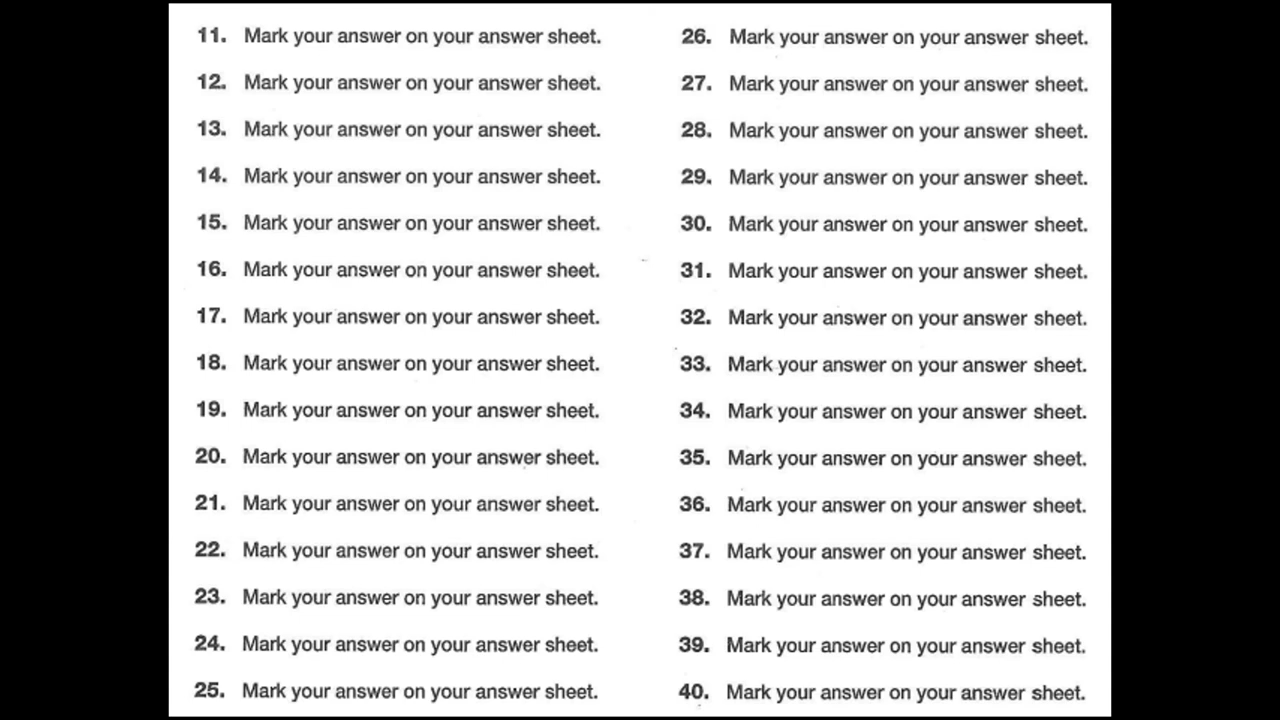 11. Mark your answer on your answer sheet.
12. Mark your answer on your answer sheet.
13. Mark your answer on your answer sheet.
14. Mark your answer on your answer sheet.
15. Mark your answer on your answer sheet.
16. Mark your answer on your answer sheet.
17. Mark your answer on your answer sheet.
18. Mark your answer on your answer sheet.
19. Mark your answer on your answer sheet.
20. Mark your answer on your answer sheet.
21. Mark your answer on your answer sheet.
22. Mark your answer on your answer sheet.
23. Mark your answer on your answer sheet.
24. Mark your answer on your answer sheet.
25. Mark your answer on your answer sheet.
26. Mark your answer on your answer sheet.
27. Mark your answer on your answer sheet.
28. Mark your answer on your answer sheet.
29. Mark your answer on your answer sheet.
30. Mark your answer on your answer sheet.
31. Mark your answer on your answer sheet.
32. Mark your answer on your answer sheet.
33. Mark your answer on your answer sheet.
34. Mark your answer on your answer sheet.
35. Mark your answer on your answer sheet.
36. Mark your answer on your answer sheet.
37. Mark your answer on your answer sheet.
38. Mark your answer on your answer sheet.
39. Mark your answer on your answer sheet.
40. Mark your answer on your answer sheet.